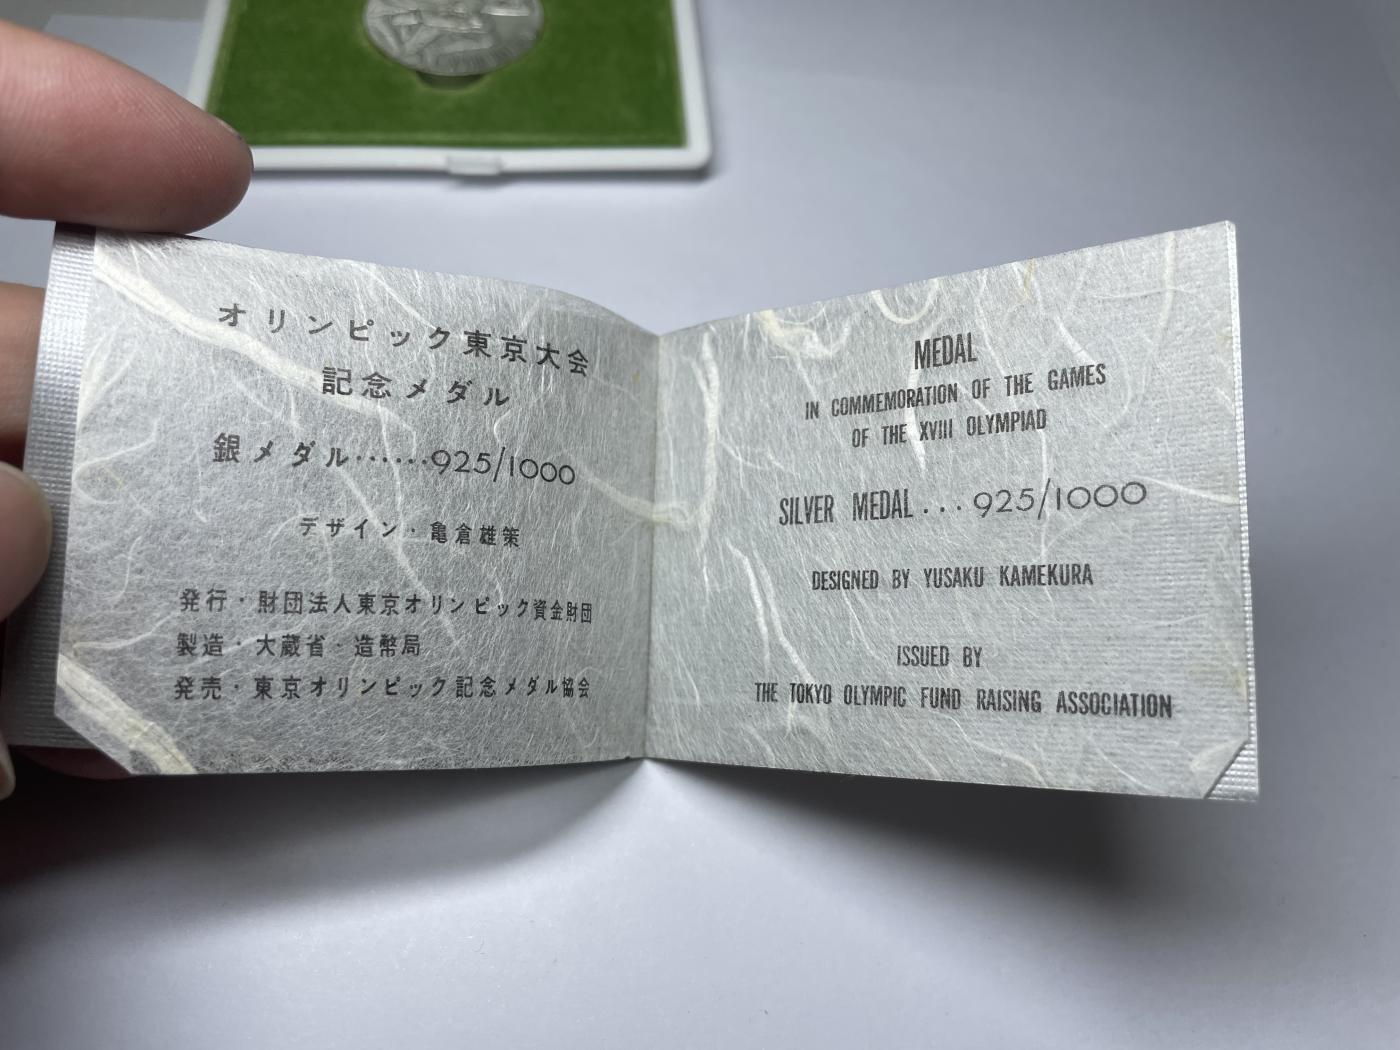 オリンピック東京大会
記念メダル
銀メダル······925/1000
デザイン·亀倉雄策
発行·財団法人東京オリンピック資金財団
製造·大蔵省·造幣局
発売·東京オリンピック記念メダル協会
MEDAL
IN COMMEMORATION OF THE GAMES
OF THE XVIII OLYMPIAD
SILVER MEDAL...925/1000
DESIGNED BY YUSAKU KAMEKURA
ISSUED BY
THE TOKYO OLYMPIC FUND RAISING ASSOCIATION